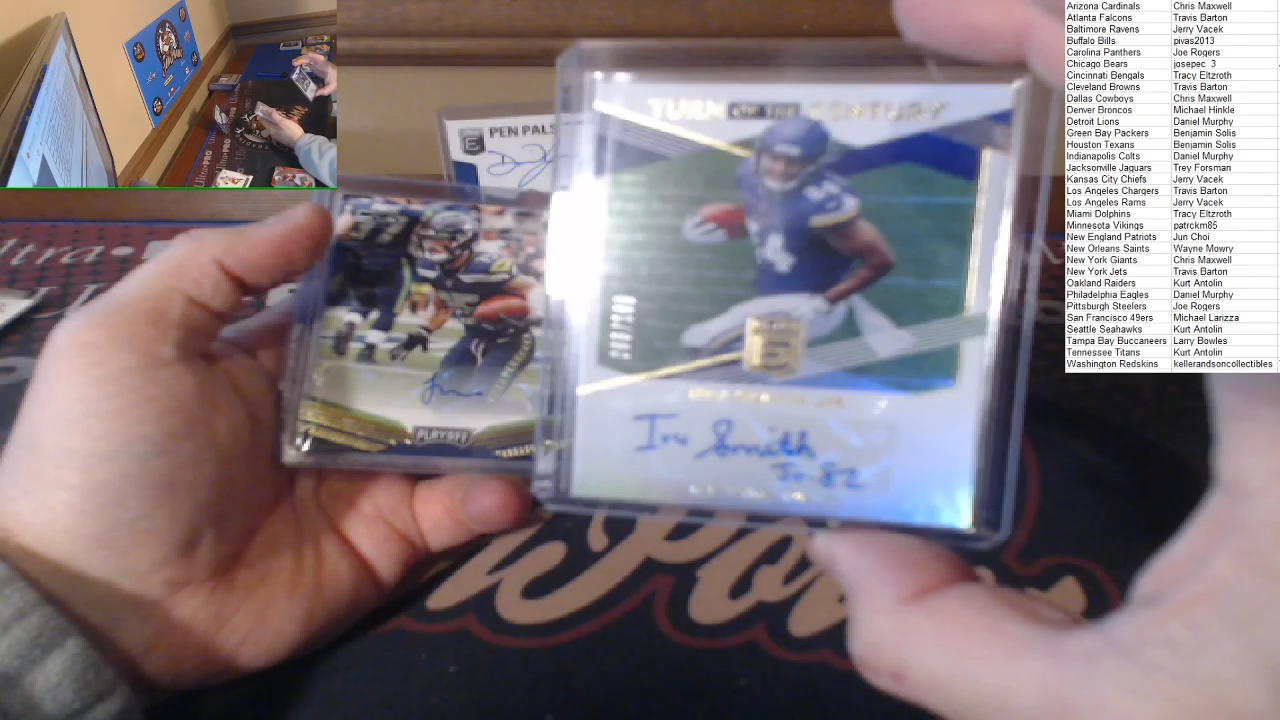 Arizona Cardinals Chris Maxwell
Atlanta Falcons Travis Barton
Baltimore Ravens Jerry Vacek
Buffalo Bills pivas2013
Carolina Panthers Joe Rogers
Chicago Bears josepec_3
Cincinnati Bengals Tracy Eltzroth
Cleveland Browns Travis Barton
Dallas Cowboys Chris Maxwell
Denver Broncos Michael Hinkle
Detroit Lions Daniel Murphy
Green Bay Packers Benjamin Solis
Houston Texans Benjamin Solis
Indianapolis Colts Daniel Murphy
Jacksonville Jaguars Trey Forsman
Kansas City Chiefs Jerry Vacek
Los Angeles Chargers Travis Barton
Los Angeles Rams Jerry Vacek
Miami Dolphins Tracy Eltzroth
Minnesota Vikings patrckm85
New England Patriots Jun Choi
New Orleans Saints Wayne Mowry
New York Giants Chris Maxwell
New York Jets Travis Barton
Oakland Raiders Kurt Antolin
Philadelphia Eagles Daniel Murphy
Pittsburgh Steelers Joe Rogers
San Francisco 49ers Michael Larizza
Seattle Seahawks Kurt Antolin
Tampa Bay Buccaneers Larry Bowles
Tennessee Titans Kurt Antolin
Washington Redskins kellerandsoncollectibles
TURN OF THE CENTURY
PEN PALS
84
E
Irv Smith
Jr. 82
PLAYOFF